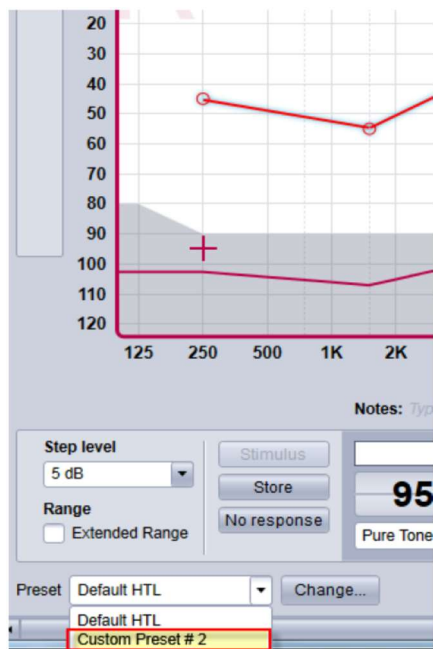 20
30
40
50
60
70
80
90
100
110
120
125 250 500 1K 2K
Notes: Typ
Step level
5 dB
Range
Extended Range
Stimulus
Store
No response
95
Pure Tone
Preset Default HTL Change...
Default HTL
Custom Preset # 2